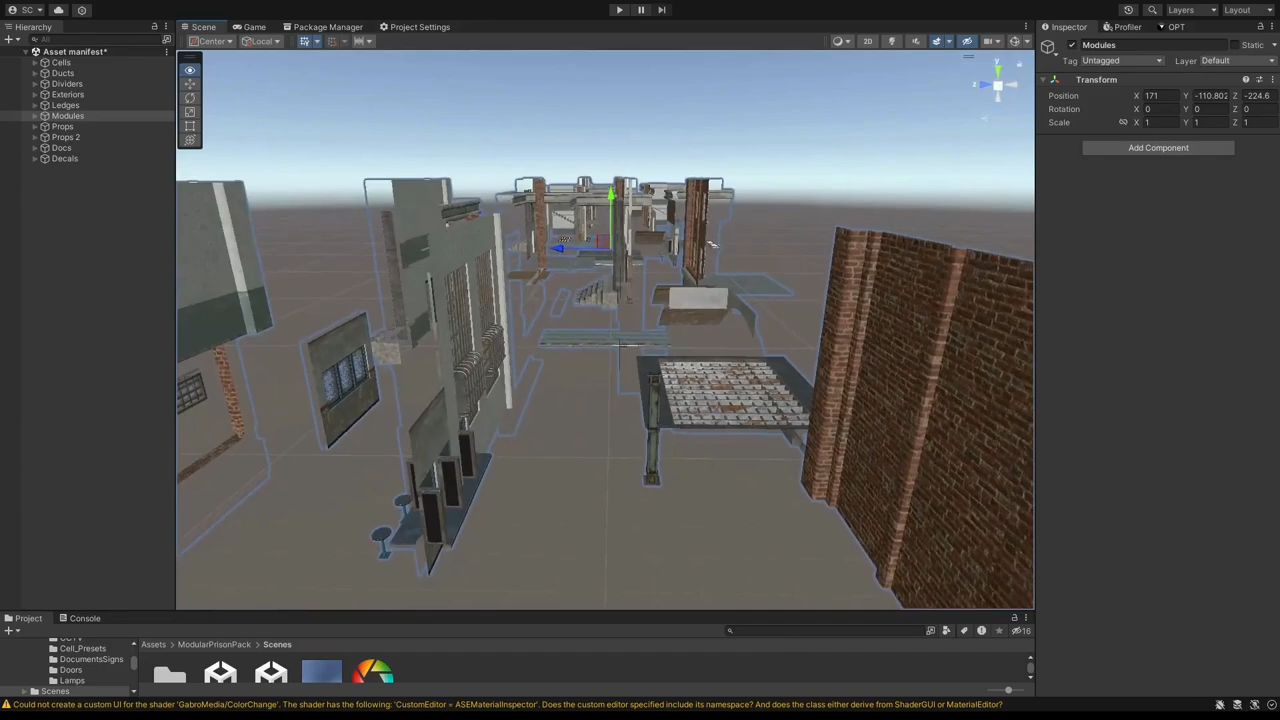 SC
Layers
Layout
Hierarchy
Scene
Game
Package Manager
Project Settings
Inspector
Profiler
OPT
All
Center
Local
2D
Modules
Static
Asset manifest*
Tag
Untagged
Layer
Default
Cells
Ducts
Dividers
Exteriors
Ledges
Modules
Props
Props 2
Docs
Decals
Transform
Position
X
171
Y
-110.802
Z
-224.6
Rotation
X
0
Y
0
Z
0
Scale
X
1
Y
1
Z
1
Add Component
y
z
Project
Console
16
Assets
ModularPrisonPack
Scenes
CCTV
Cell_Presets
DocumentsSigns
Doors
Lamps
Scenes
Could not create a custom UI for the shader 'GabroMedia/ColorChange'. The shader has the following: 'CustomEditor = ASEMaterialInspector'. Does the custom editor specified include its namespace? And does the class either derive from ShaderGUI or MaterialEditor?